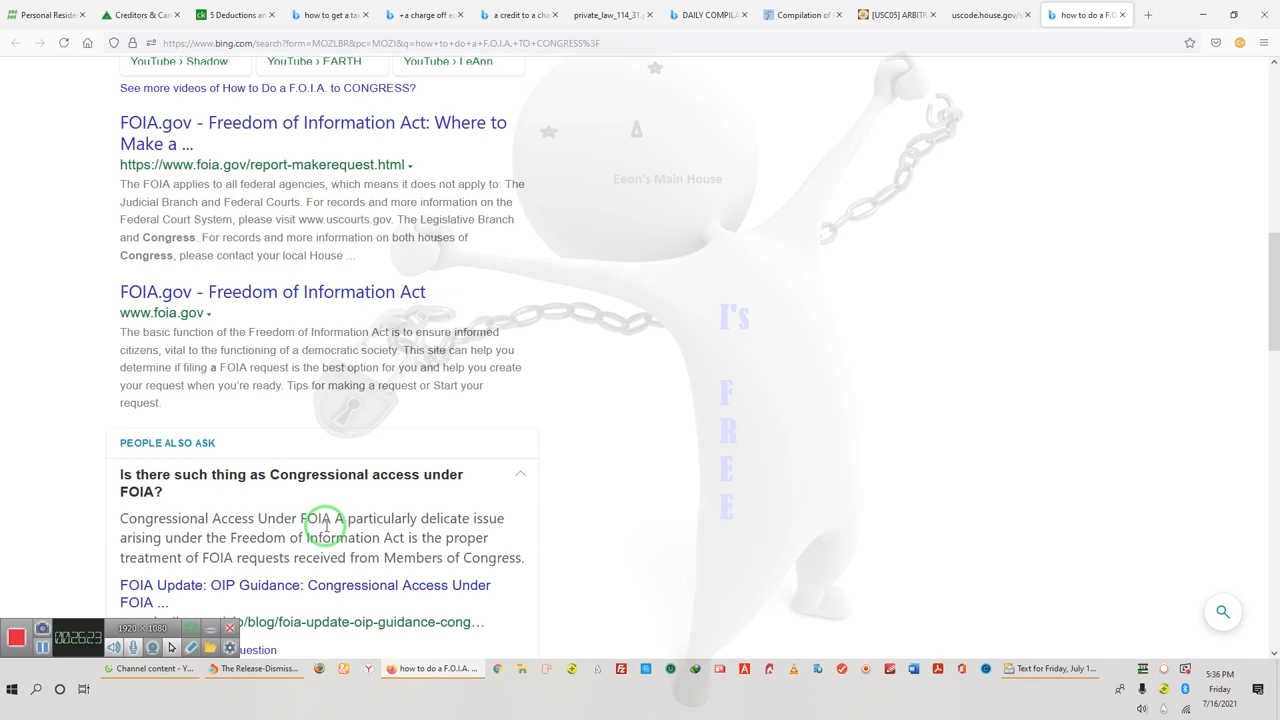 Personal Reside
Creditors & Can
5 Deductions an
how to get a tax
+a charge off es
a credit to a cha
private_law_114_31.p
DAILY COMPILA
Compilation of
[USC05] ARBITR
uscode.house.gov/s
how to do a F.O
https://www.bing.com/search?form=MOZLBR&pc=MOZI&q=how+to+do+a+F.O.I.A.+TO+CONGRESS%3F
YouTube › Shadow
YouTube › EARTH
YouTube › LeAnn
See more videos of How to Do a F.O.I.A. to CONGRESS?
FOIA.gov - Freedom of Information Act: Where to
Make a ...
https://www.foia.gov/report-makerequest.html
The FOIA applies to all federal agencies, which means it does not apply to: The
Judicial Branch and Federal Courts. For records and more information on the
Federal Court System, please visit www.uscourts.gov. The Legislative Branch
and Congress. For records and more information on both houses of
Congress, please contact your local House ...
Eeon's Main House
I's
F
R
E
E
FOIA.gov - Freedom of Information Act
www.foia.gov
The basic function of the Freedom of Information Act is to ensure informed
citizens, vital to the functioning of a democratic society. This site can help you
determine if filing a FOIA request is the best option for you and help you create
your request when you're ready. Tips for making a request or Start your
request.
PEOPLE ALSO ASK
Is there such thing as Congressional access under
FOIA?
Congressional Access Under FOIA A particularly delicate issue
arising under the Freedom of Information Act is the proper
treatment of FOIA requests received from Members of Congress.
FOIA Update: OIP Guidance: Congressional Access Under
FOIA ...
/blog/foia-update-oip-guidance-cong...
1920 × 1080
00:26:23
Channel content - Y...
The Release-Dismiss...
how to do a F.O.I.A. ...
Text for Friday, July 1...
5:36 PM
Friday
7/16/2021